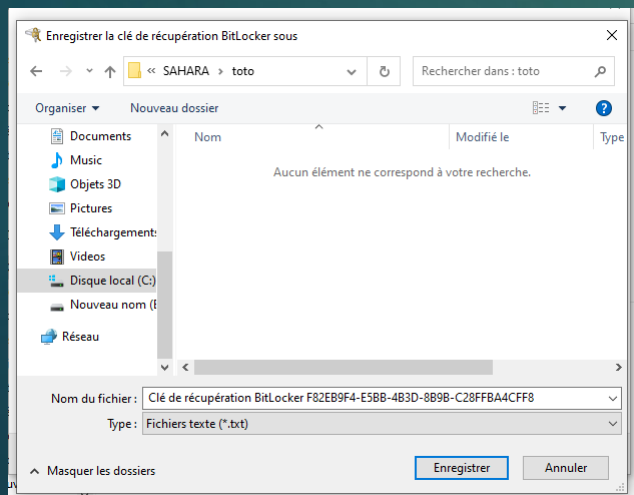 Enregistrer la clé de récupération BitLocker sous
« SAHARA › toto
Rechercher dans : toto
Organiser
Nouveau dossier
Documents
Music
Objets 3D
Pictures
Téléchargements
Videos
Disque local (C:)
Nouveau nom (E
Réseau
Nom
Modifié le
Type
Aucun élément ne correspond à votre recherche.
Nom du fichier : Clé de récupération BitLocker F82EB9F4-E5BB-4B3D-8B9B-C28FFBA4CFF8
Type : Fichiers texte (*.txt)
Masquer les dossiers
Enregistrer
Annuler